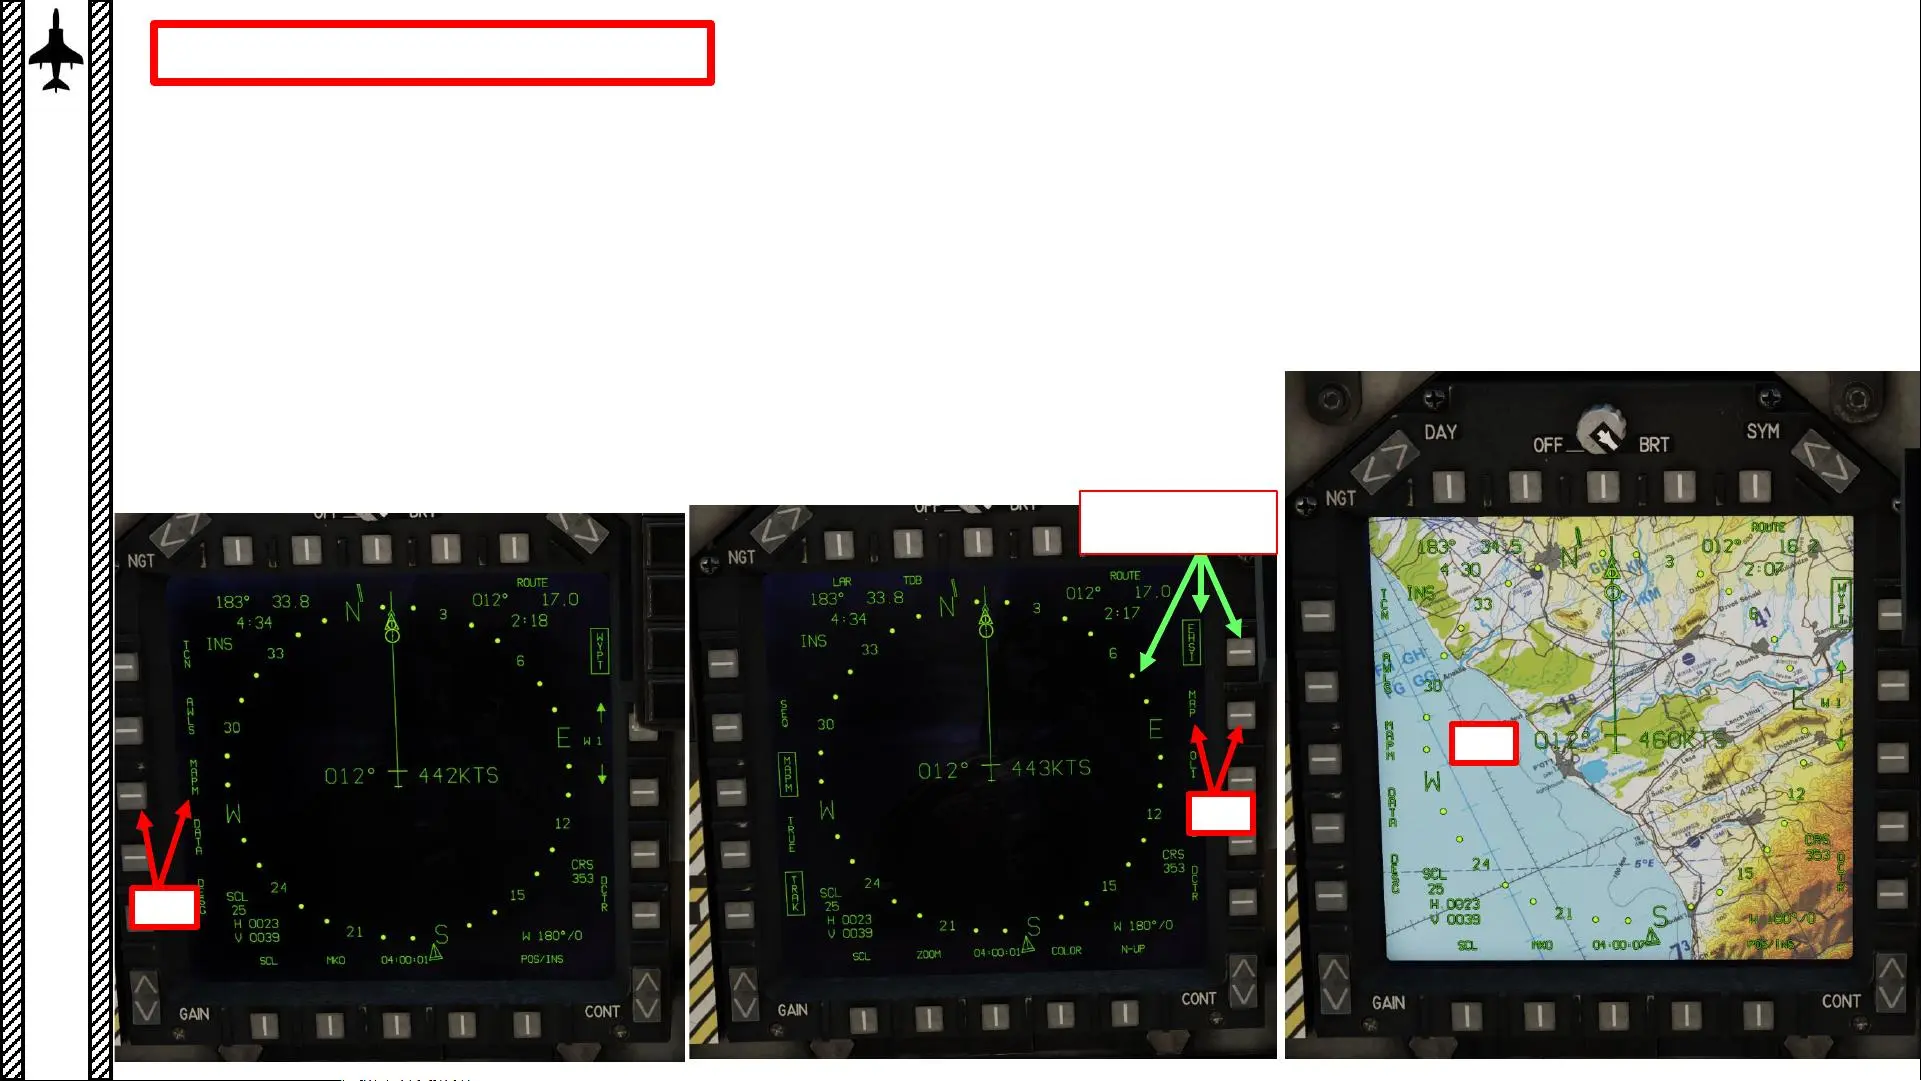 OFF BRT
NGT
ROUTE
183° 33.8
4:34
012° 17.0
2:18
INS
N
3
33
6
30
E
W
12
24
15
21
S
ICN
AWLS
MAPM
DATA
WYPT
W 1
012° 442KTS
CRS
353
DCTR
SCL
25
H 0023
V 0039
W 180°/0
SCL MKO 04:00:01 POS/INS
GAIN CONT
OFF BRT
NGT
LAR TDB ROUTE
183° 33.8
4:34
012° 17.0
2:17
INS
N
3
33
6
30
E
W
12
24
15
21
S
SEQ
MAPM
TRUE
TRAK
EHSI
MAP
012° 443KTS
CRS
353
DCTR
SCL
25
H 0023
V 0039
W 180°/0
SCL ZOOM 04:00:01 COLOR N-UP
GAIN CONT
DAY OFF BRT SYM
NGT
ROUTE
183° 34.5
4 30
012° 16 2
2:07
INS
N
3
33
6
30
E
W
12
24
15
21
S
ICN
AWLS
MAPM
DATA
DESG
WYPT
W 1
012° 460KTS
CRS
353
DCTR
SCL
25
H 0023
V 0039
W 180°/0
SCL MKO 04:00:07 POS/INS
GAIN CONT